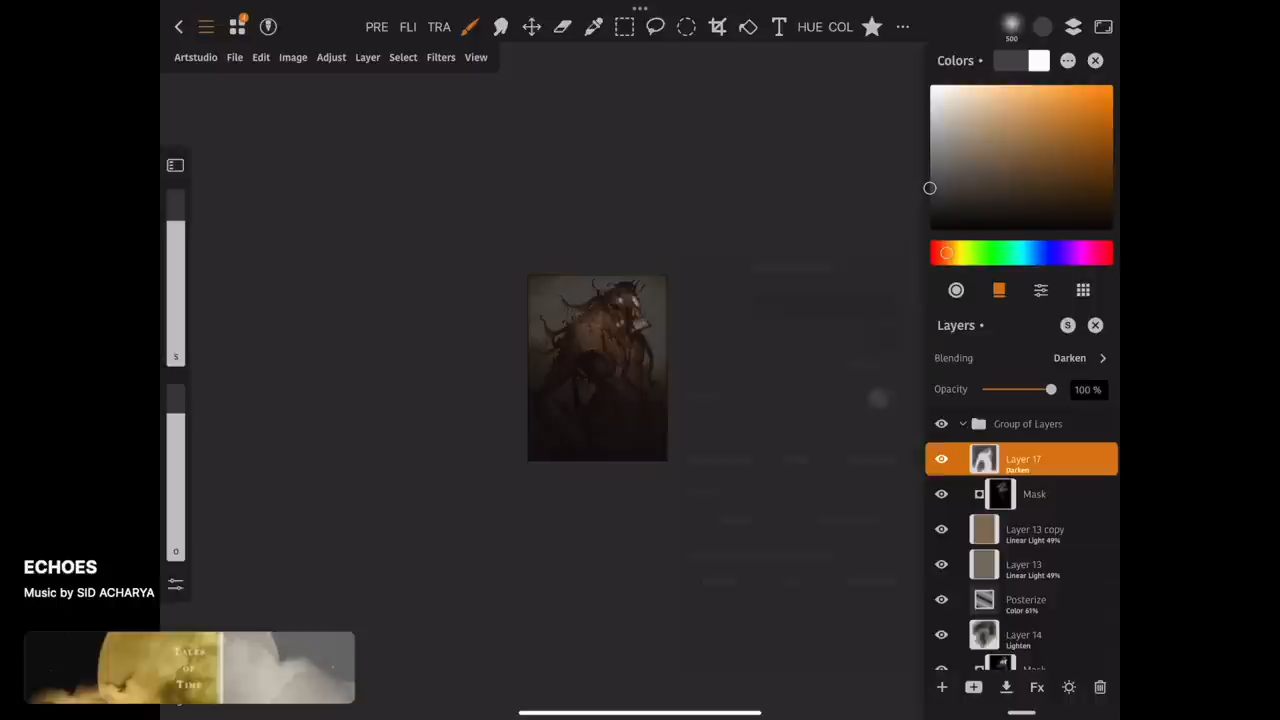 PRE FLI TRA T HUE COL
4
500
Artstudio File Edit Image Adjust Layer Select Filters View
Colors
S
O
Layers
S
Blending Darken
Opacity 100 %
Group of Layers
Layer 17
Darken
Mask
Layer 13 copy
Linear Light 49%
Layer 13
Linear Light 49%
Posterize
Color 61%
Layer 14
Lighten
Mask
Fx
ECHOES
Music by SID ACHARYA
TALES
OF
TIME